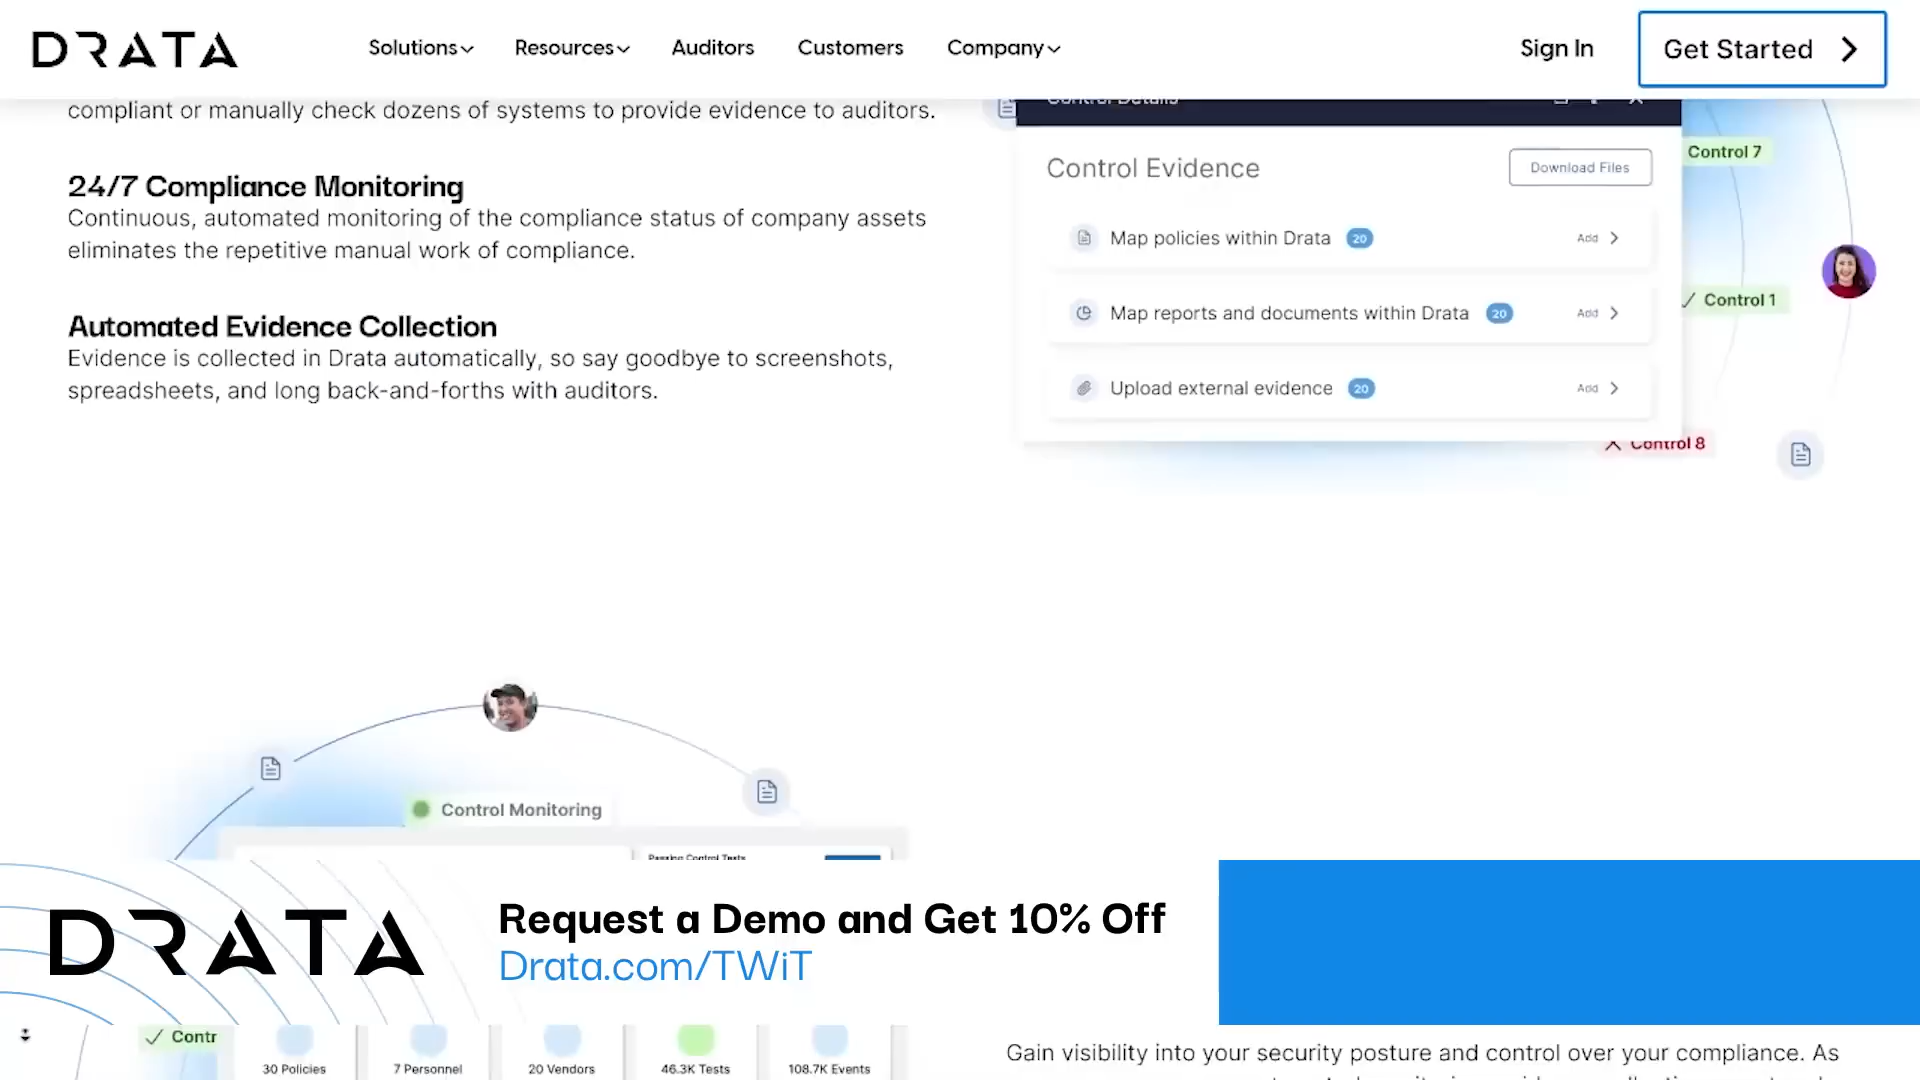 DRATA
Solutions
Resources
Auditors
Customers
Company
Sign In
Get Started
compliant or manually check dozens of systems to provide evidence to auditors.
24/7 Compliance Monitoring
Continuous, automated monitoring of the compliance status of company assets
eliminates the repetitive manual work of compliance.
Automated Evidence Collection
Evidence is collected in Drata automatically, so say goodbye to screenshots,
spreadsheets, and long back-and-forths with auditors.
Control Details
Control Evidence
Download Files
Map policies within Drata 20 Add
Map reports and documents within Drata 20 Add
Upload external evidence 20 Add
Control 7
Control 1
Control 8
Control Monitoring
Passing Control Tests
DRATA
Request a Demo and Get 10% Off
Drata.com/TWiT
Contr
30 Policies
7 Personnel
20 Vendors
46.3K Tests
108.7K Events
Gain visibility into your security posture and control over your compliance. As